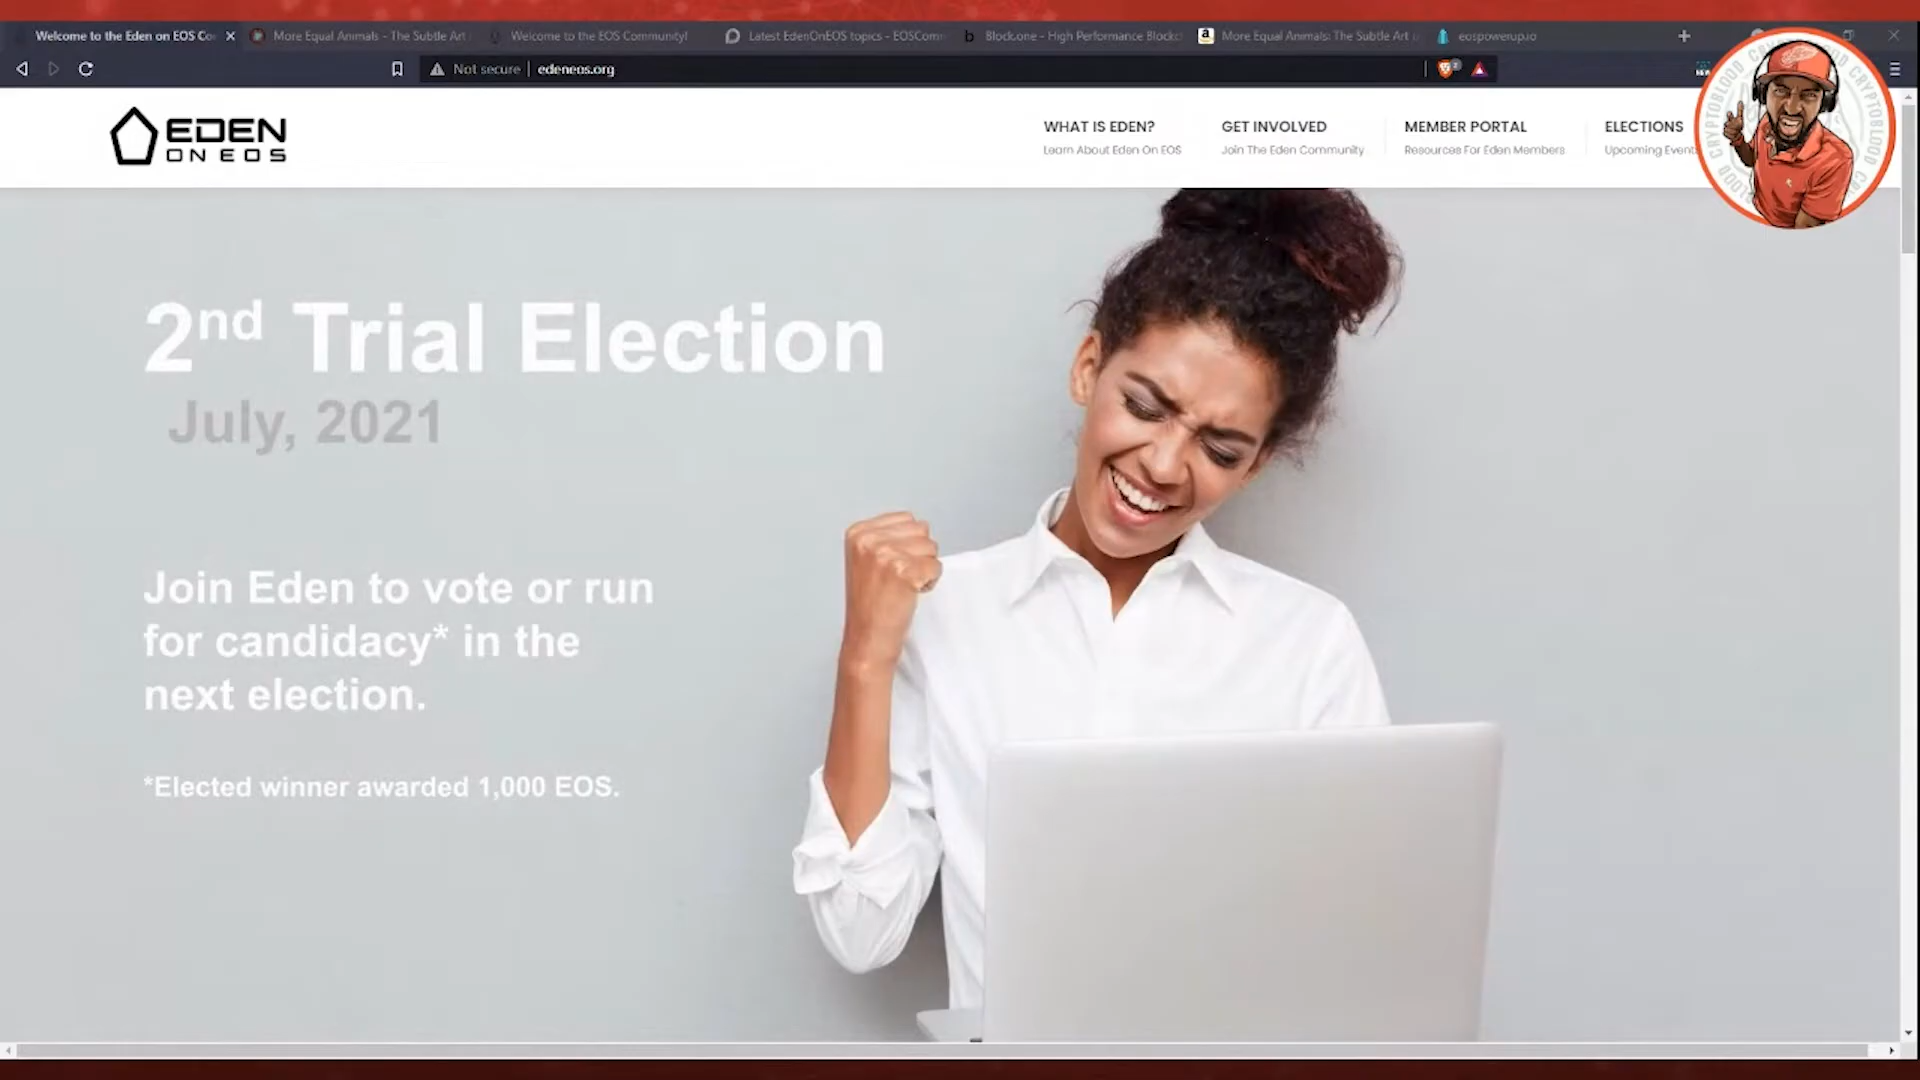 Welcome to the Eden on EOS Co
More Equal Animals - The Subtle Art
Welcome to the EOS Community!
Latest EdenOnEOS topics - EOSComm
Block.one - High Performance Blockc
More Equal Animals: The Subtle Art
eospowerup.io
Not secure
edeneos.org
EDEN
ON EOS
WHAT IS EDEN?
Learn About Eden On EOS
GET INVOLVED
Join The Eden Community
MEMBER PORTAL
Resources For Eden Members
ELECTIONS
Upcoming Event
CRYPTOBLOOD
2nd Trial Election
July, 2021
Join Eden to vote or run
for candidacy* in the
next election.
*Elected winner awarded 1,000 EOS.